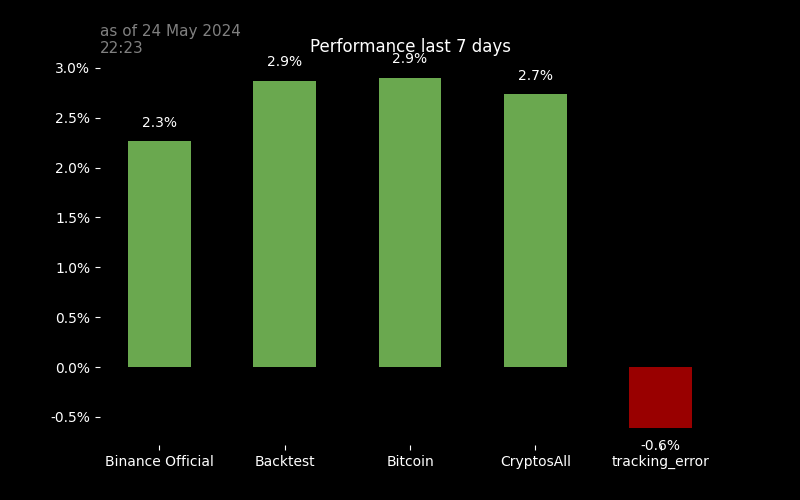 as of 24 May 2024
22:23
Performance last 7 days
3.0%
2.5%
2.0%
1.5%
1.0%
0.5%
0.0%
-0.5%
2.3%
2.9%
2.9%
2.7%
-0.6%
Binance Official
Backtest
Bitcoin
CryptosAll
tracking_error